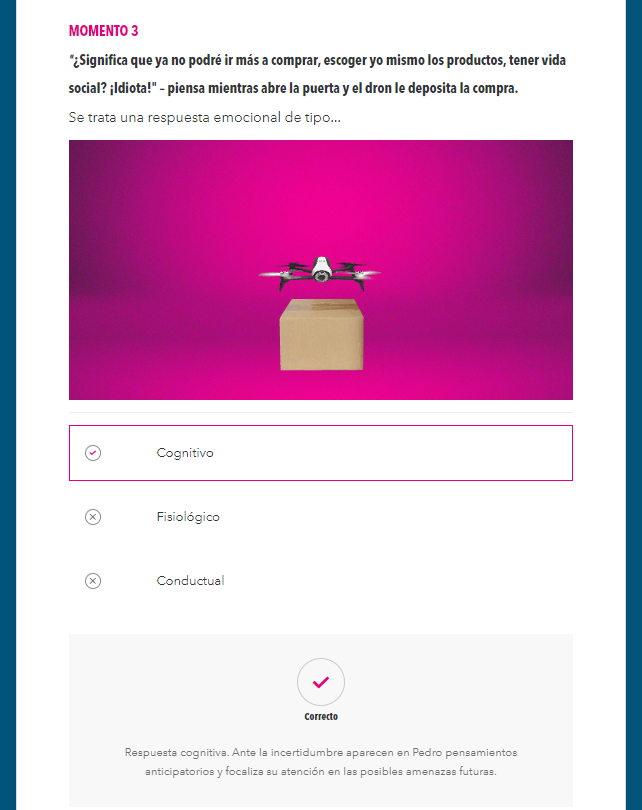 MOMENTO 3
"¿Significa que ya no podré ir más a comprar, escoger yo mismo los productos, tener vida
social? ¡Idiota!" - piensa mientras abre la puerta y el dron le deposita la compra.
Se trata una respuesta emocional de tipo...
Cognitivo
Fisiológico
Conductual
Correcto
Respuesta cognitiva. Ante la incertidumbre aparecen en Pedro pensamientos
anticipatorios y focaliza su atención en las posibles amenazas futuras.